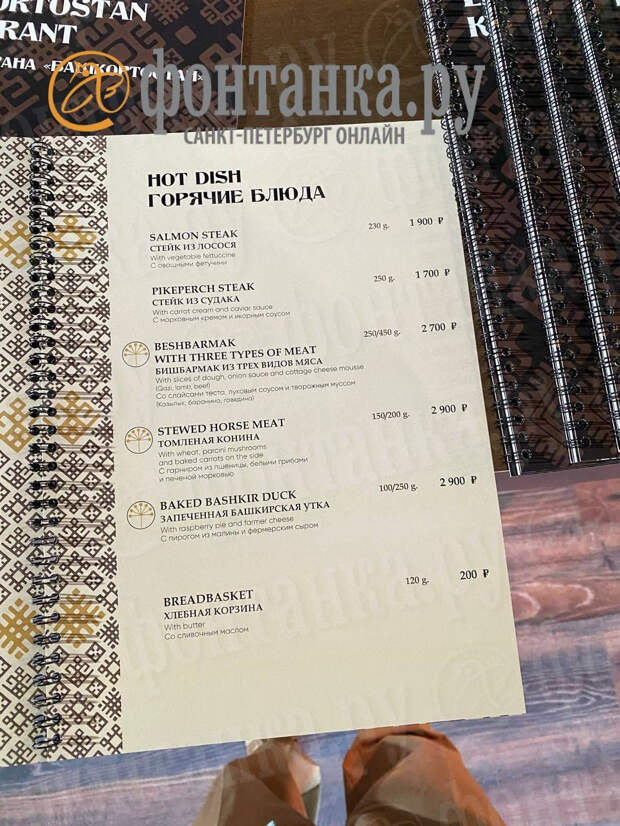 ORTOSTAN
RANT
РАНА «БАШКОРТОСТАН»
фонтанка.ру
САНКТ-ПЕТЕРБУРГ ОНЛАЙН
HOT DISH
ГОРЯЧИЕ БЛЮДА
SALMON STEAK 230 g. 1 900 ₽
СТЕЙК ИЗ ЛОСОСЯ
With vegetable fettuccine
С овощными фетучини
PIKEPERCH STEAK 250 g. 1 700 ₽
СТЕЙК ИЗ СУДАКА
With carrot cream and caviar sauce
С морковным кремом и икорным соусом
BESHBARMAK 250/450 g. 2 700 ₽
WITH THREE TYPES OF MEAT
БИШБАРМАК ИЗ ТРЕХ ВИДОВ МЯСА
With slices of dough, onion sauce and cottage cheese mousse
(Qazi, lamb, beef)
Со слайсами теста, луковым соусом и творожным муссом
(Казылык, баранина, говядина)
STEWED HORSE MEAT 150/200 g. 2 900 ₽
ТОМЛЕНАЯ КОНИНА
With wheat, parcini mushrooms
and baked carrots on the side
С гарниром из пшеницы, белыми грибами
и печеной морковью
BAKED BASHKIR DUCK 100/250 g. 2 900 ₽
ЗАПЕЧЕННАЯ БАШКИРСКАЯ УТКА
With raspberry pie and farmer cheese
С пирогом из малины и фермерским сыром
BREADBASKET 120 g. 200 ₽
ХЛЕБНАЯ КОРЗИНА
With butter
Со сливочным маслом